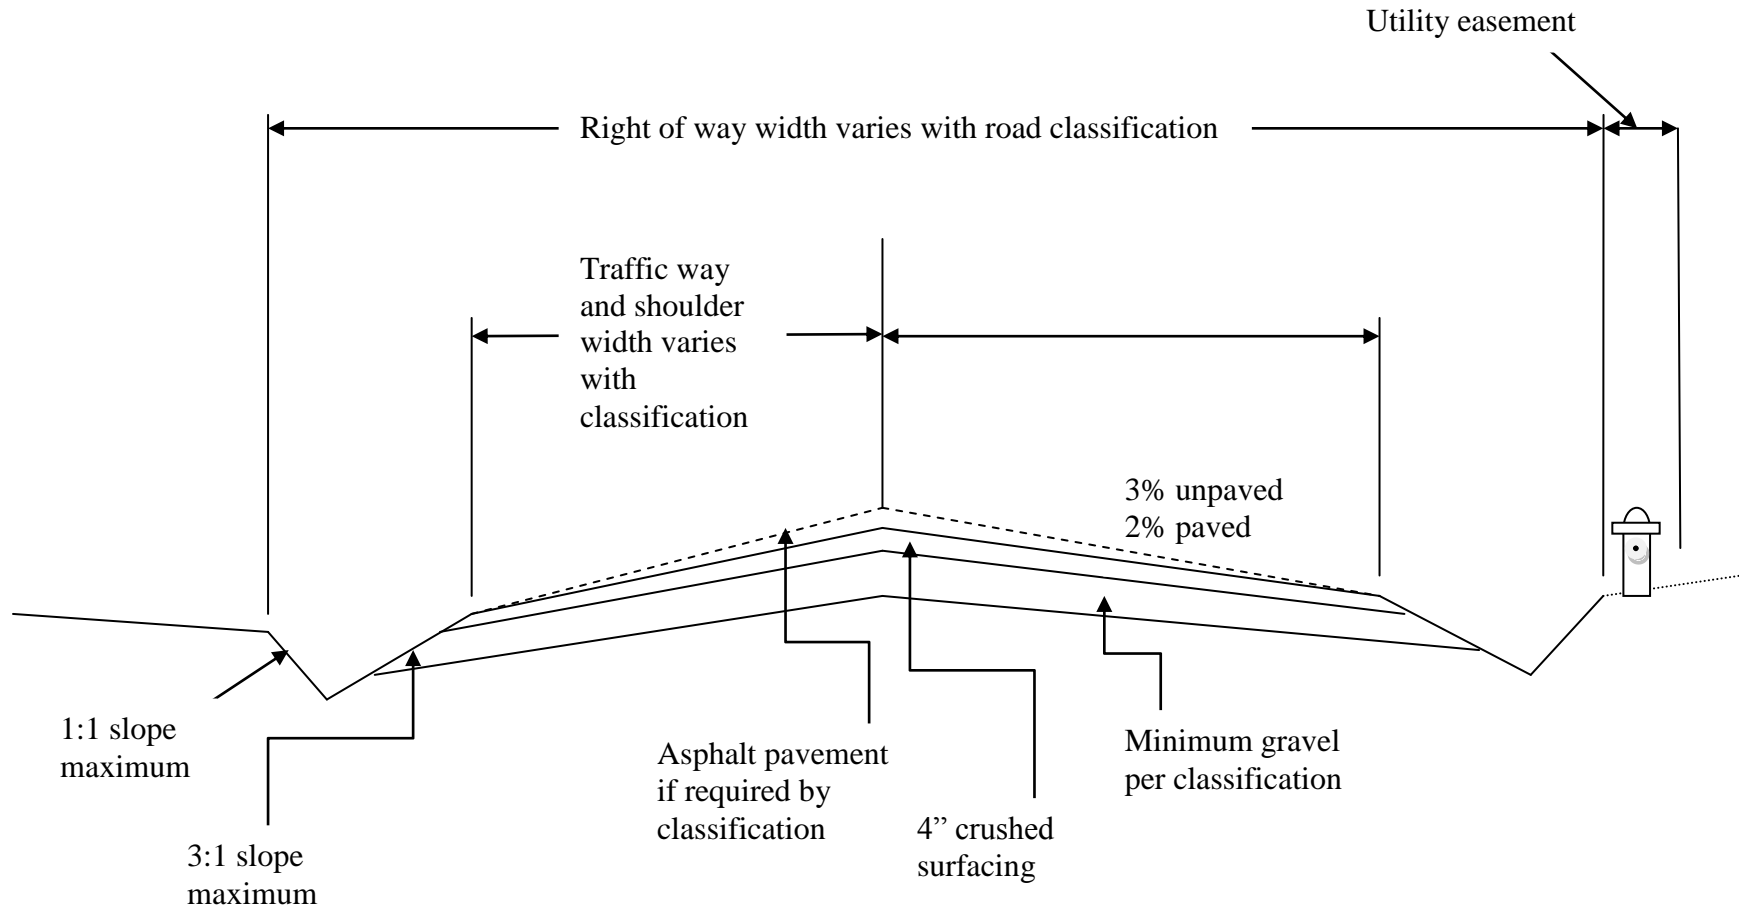 Utility easement
Right of way width varies with road classification
Traffic way
and shoulder
width varies
with
classification
3% unpaved
2% paved
1:1 slope
maximum
3:1 slope
maximum
Asphalt pavement
if required by
classification
4” crushed
surfacing
Minimum gravel
per classification